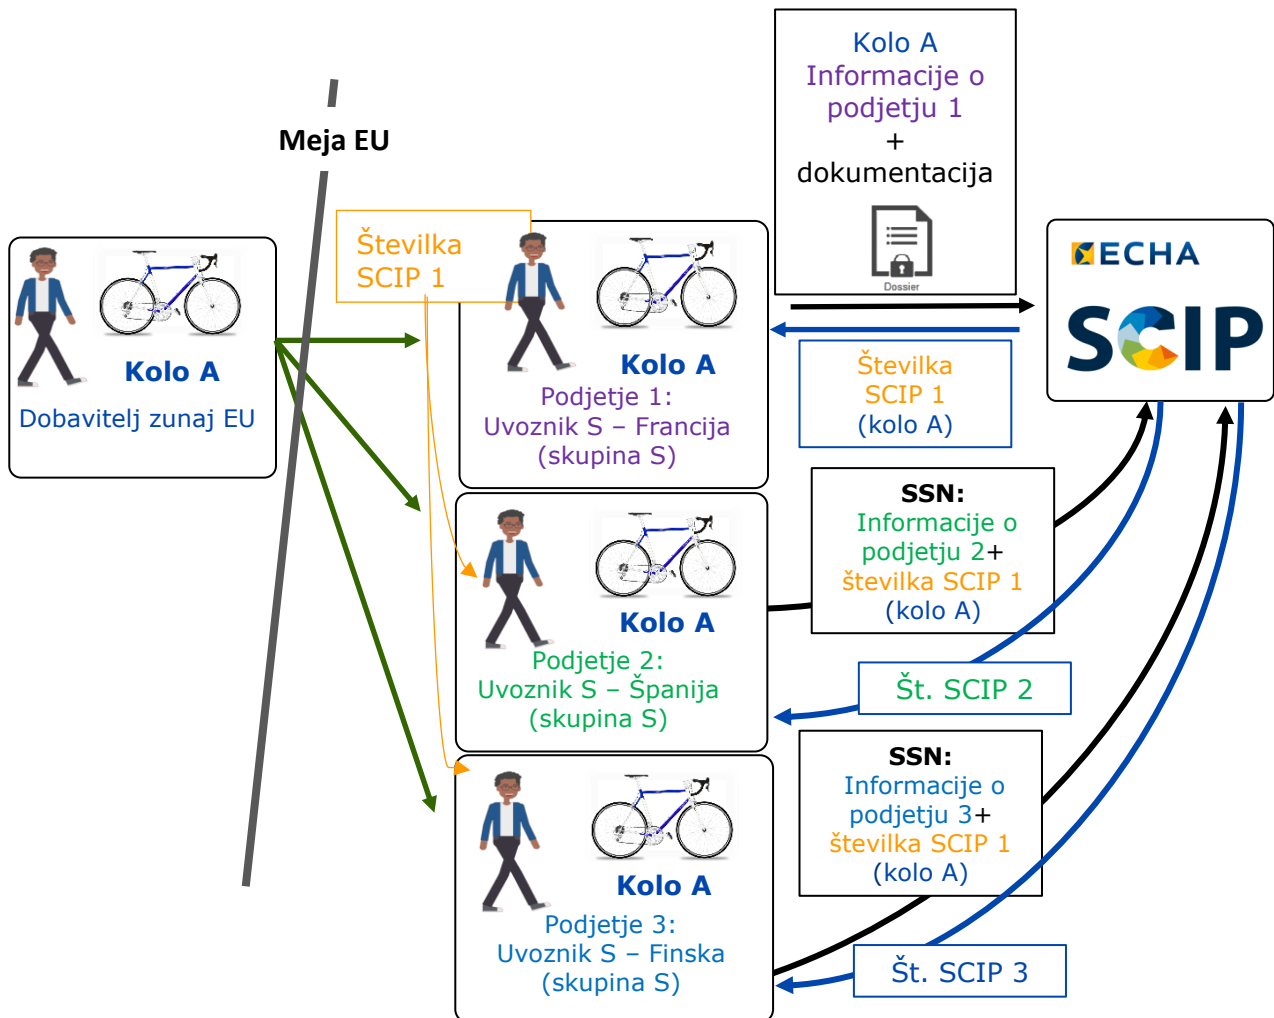 Kolo A
Informacije o
podjetju 1
+
dokumentacija
Dossier
Meja EU
Številka
SCIP 1
Kolo A
Dobavitelj zunaj EU
Kolo A
Podjetje 1:
Uvoznik S – Francija
(skupina S)
ECHA
SCIP
Številka
SCIP 1
(kolo A)
SSN:
Informacije o
podjetju 2+
številka SCIP 1
(kolo A)
Kolo A
Podjetje 2:
Uvoznik S – Španija
(skupina S)
Št. SCIP 2
SSN:
Informacije o
podjetju 3+
številka SCIP 1
(kolo A)
Kolo A
Podjetje 3:
Uvoznik S – Finska
(skupina S)
Št. SCIP 3